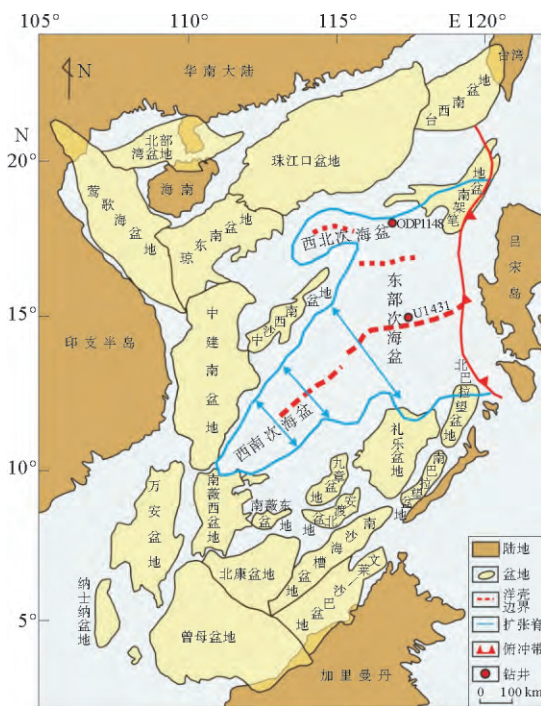 105°
110°
115°
E 120°
N
台湾
华南大陆
N
台西南盆地
北部
湾盆地
20°
珠江口盆地
海南
莺歌海盆地
笔架南盆地
琼东南盆地
西北次海盆
ODP1148
吕宋岛
东部次海盆
中沙西南盆地
15°
U1431
中建南盆地
印支半岛
北巴拉望盆地
西南次海盆
礼乐盆地
10°
九章盆地
南巴拉望盆地
万安盆地
南薇西盆地
南薇东
盆地
安渡北盆地
南沙海槽盆地
文莱—沙巴盆地
北康盆地
纳土纳盆地
5°
曾母盆地
加里曼丹
陆地
盆地
洋壳
边界
扩张脊
俯冲带
钻井
0 100 km